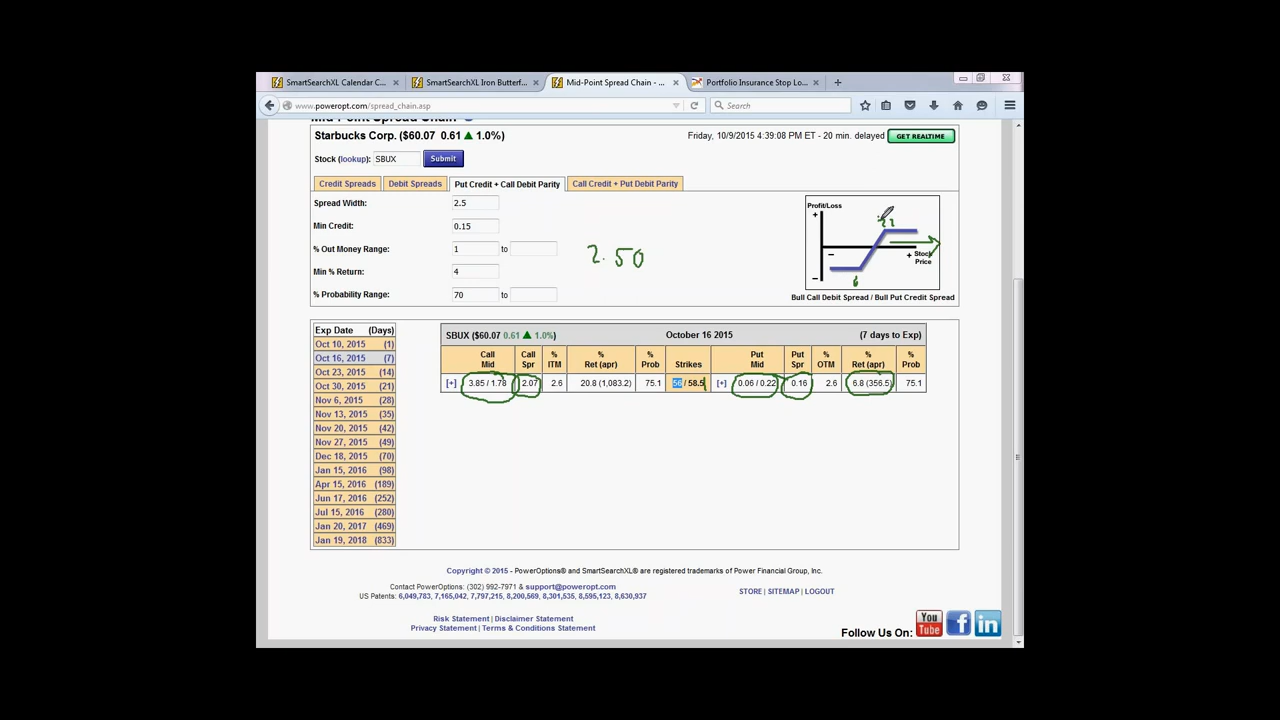 SmartSearchXL Calendar C...
SmartSearchXL Iron Butterf...
Mid-Point Spread Chain - ...
Portfolio Insurance Stop Lo...
www.poweropt.com/spread_chain.asp
Search
Mid-Point Spread Chain
Starbucks Corp. ($60.07 0.61 ▲ 1.0%)
Friday, 10/9/2015 4:39:08 PM ET - 20 min. delayed
GET REALTIME
Stock (lookup): SBUX Submit
Credit Spreads Debit Spreads Put Credit + Call Debit Parity Call Credit + Put Debit Parity
Spread Width: 2.5
Min Credit: 0.15
% Out Money Range: 1 to
Min % Return: 4
% Probability Range: 70 to
2.50
Profit/Loss
+
-
- + Stock
Price
Bull Call Debit Spread / Bull Put Credit Spread
Exp Date (Days)
Oct 10, 2015 (1)
Oct 16, 2015 (7)
Oct 23, 2015 (14)
Oct 30, 2015 (21)
Nov 6, 2015 (28)
Nov 13, 2015 (35)
Nov 20, 2015 (42)
Nov 27, 2015 (49)
Dec 18, 2015 (70)
Jan 15, 2016 (98)
Apr 15, 2016 (189)
Jun 17, 2016 (252)
Jul 15, 2016 (280)
Jan 20, 2017 (469)
Jan 19, 2018 (833)
SBUX ($60.07 0.61 ▲ 1.0%) October 16 2015 (7 days to Exp)
Call Mid Call Spr % ITM % Ret (apr) % Prob Strikes Put Mid Put Spr % OTM % Ret (apr) % Prob
[+] 3.85 / 1.78 2.07 2.6 20.8 (1,083.2) 75.1 56 / 58.5 [+] 0.06 / 0.22 0.16 2.6 6.8 (356.5) 75.1
Copyright © 2015 - PowerOptions® and SmartSearchXL® are registered trademarks of Power Financial Group, Inc.
Contact PowerOptions: (302) 992-7971 & support@poweropt.com
US Patents: 6,049,783, 7,165,042, 7,797,215, 8,200,569, 8,301,535, 8,595,123, 8,630,937
STORE | SITEMAP | LOGOUT
Risk Statement | Disclaimer Statement
Privacy Statement | Terms & Conditions Statement
Follow Us On: You Tube f in